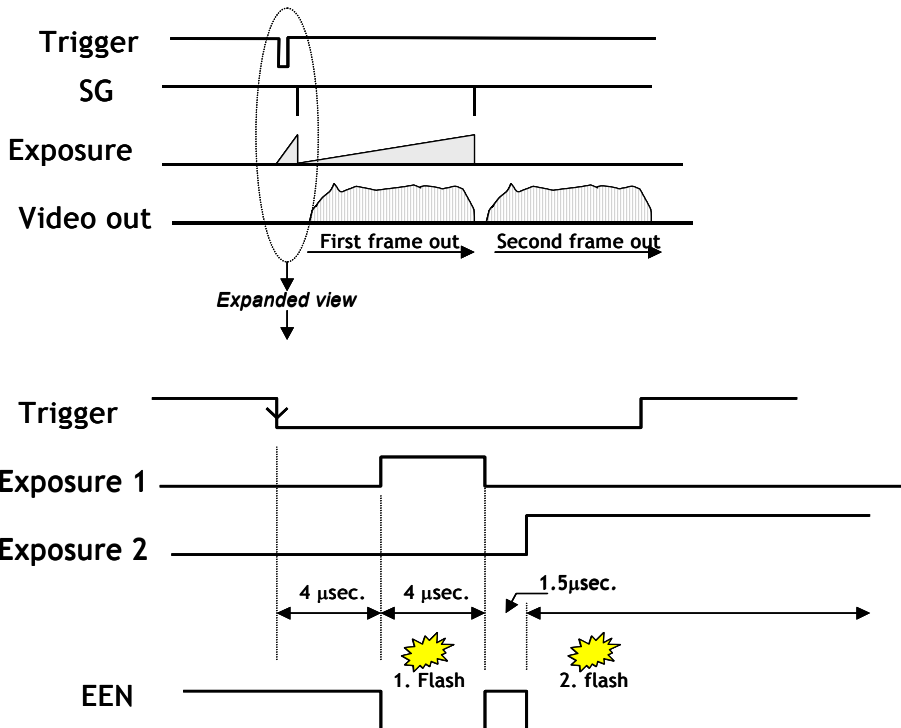 Trigger
SG
Exposure
Video out
First frame out
Second frame out
Expanded view
Trigger
Exposure 1
Exposure 2
4 μsec.
4 μsec.
1.5μsec.
1. Flash
2. flash
EEN